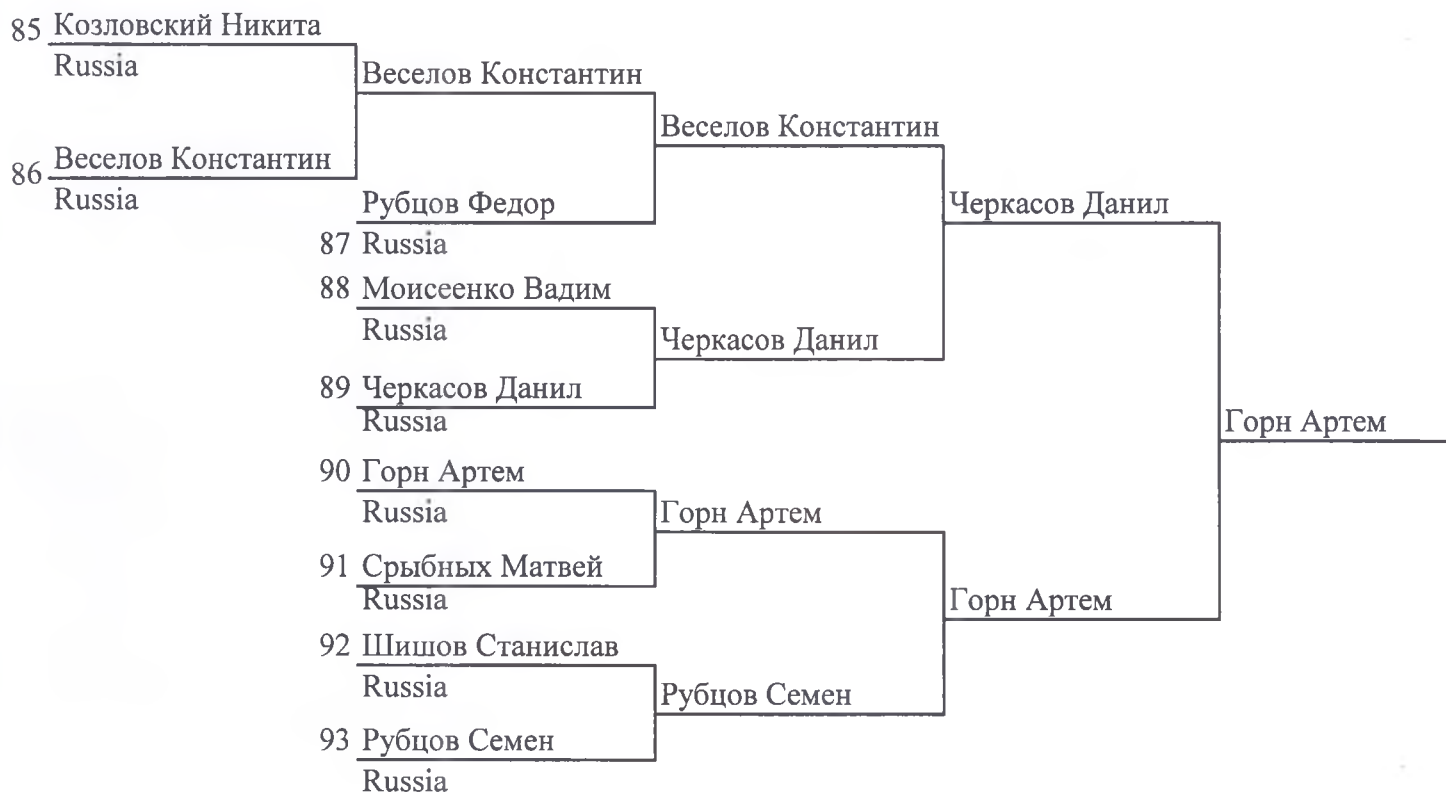 85 Козловский Никита
Russia
Веселов Константин
Веселов Константин
86 Веселов Константин
Russia
Рубцов Федор
Черкасов Данил
87 Russia
88 Моисеенко Вадим
Russia
Черкасов Данил
89 Черкасов Данил
Russia
Горн Артем
90 Горн Артем
Russia
Горн Артем
91 Срыбных Матвей
Russia
Горн Артем
92 Шишов Станислав
Russia
Рубцов Семен
93 Рубцов Семен
Russia